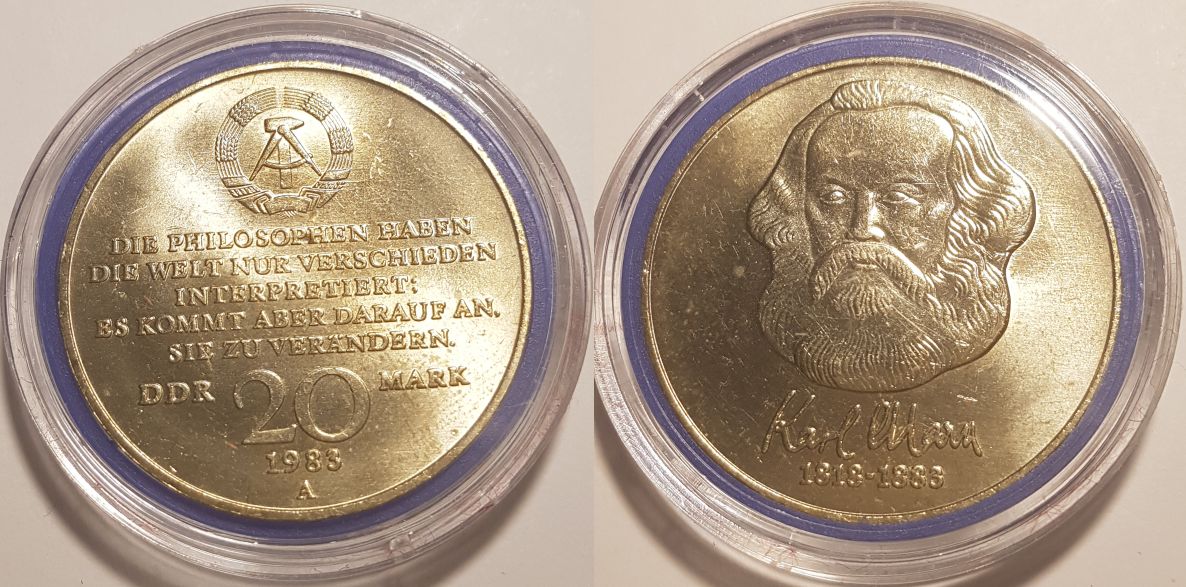 DIE PHILOSOPHEN HABEN
DIE WELT NUR VERSCHIEDEN
INTERPRETIERT:
ES KOMMT ABER DARAUF AN,
SIE ZU VERÄNDERN.
DDR 20 MARK
1983
A
Karl Marx
1818-1883